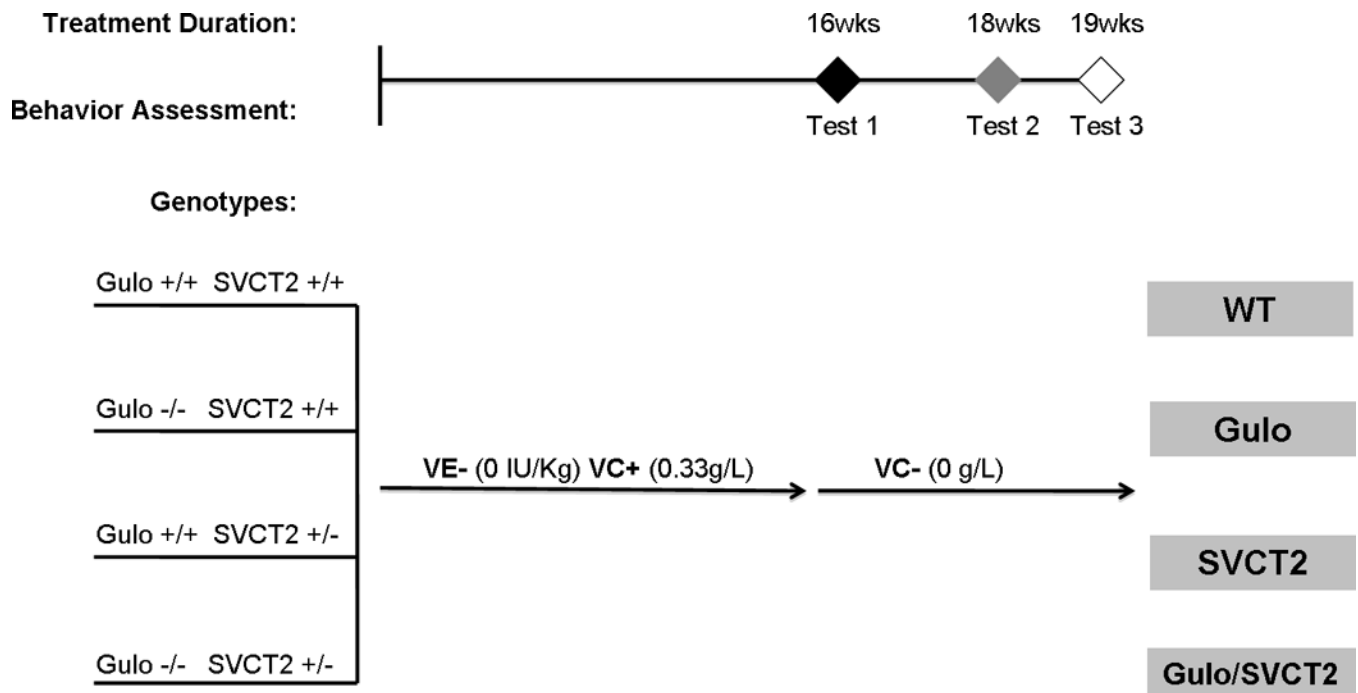 Treatment Duration:
16wks 18wks 19wks
Behavior Assessment:
Test 1 Test 2 Test 3
Genotypes:
Gulo +/+ SVCT2 +/+
WT
Gulo -/- SVCT2 +/+
Gulo
VE- (0 IU/Kg) VC+ (0.33g/L)
VC- (0 g/L)
Gulo +/+ SVCT2 +/-
SVCT2
Gulo -/- SVCT2 +/-
Gulo/SVCT2